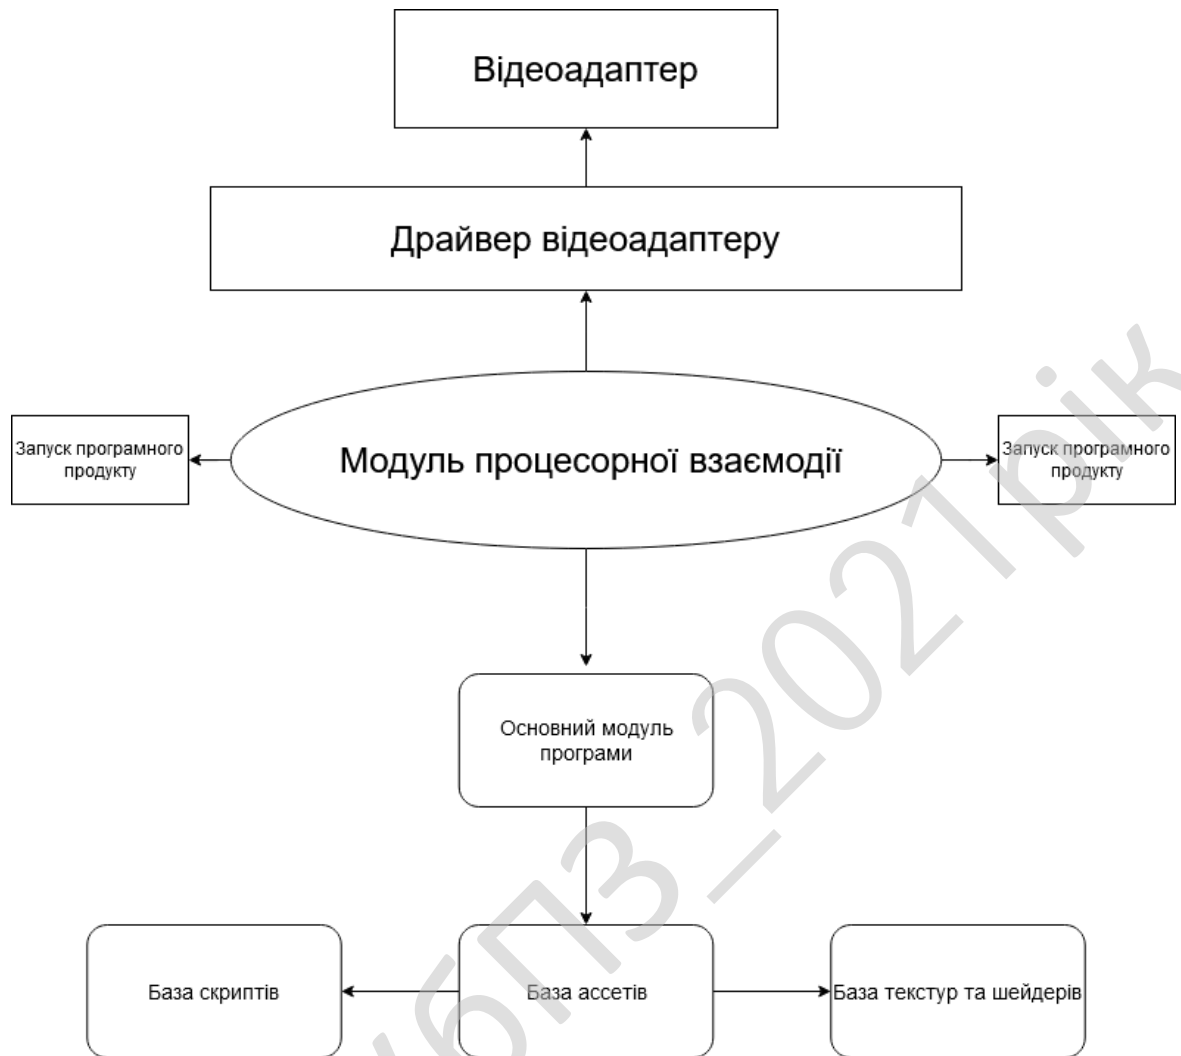 Відеоадаптер
Драйвер відеоадаптеру
Запуск програмного
продукту
Модуль процесорної взаємодії
Запуск програмного
продукту
Основний модуль
програми
База скриптів
База ассетів
База текстур та шейдерів
бПЗ_2021рік